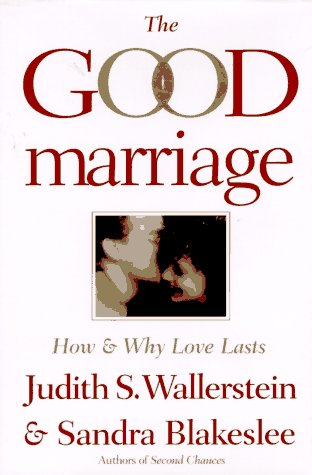 The
GOOD
marriage
How & Why Love Lasts
Judith S. Wallerstein
& Sandra Blakeslee
Authors of Second Chances